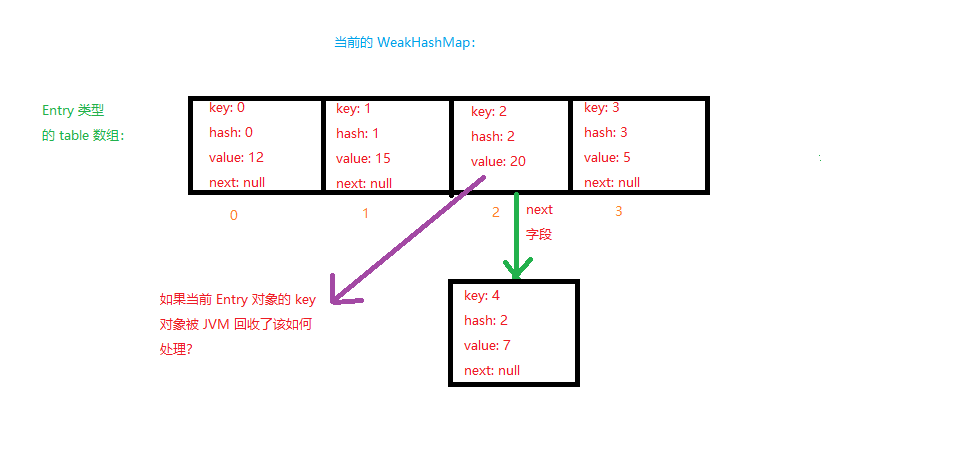 当前的 WeakHashMap：
Entry 类型
的 table 数组：
key: 0
hash: 0
value: 12
next: null
key: 1
hash: 1
value: 15
next: null
key: 2
hash: 2
value: 20
key: 3
hash: 3
value: 5
next: null
:
0
1
2
3
next
字段
如果当前 Entry 对象的 key
对象被 JVM 回收了该如何
处理？
key: 4
hash: 2
value: 7
next: null